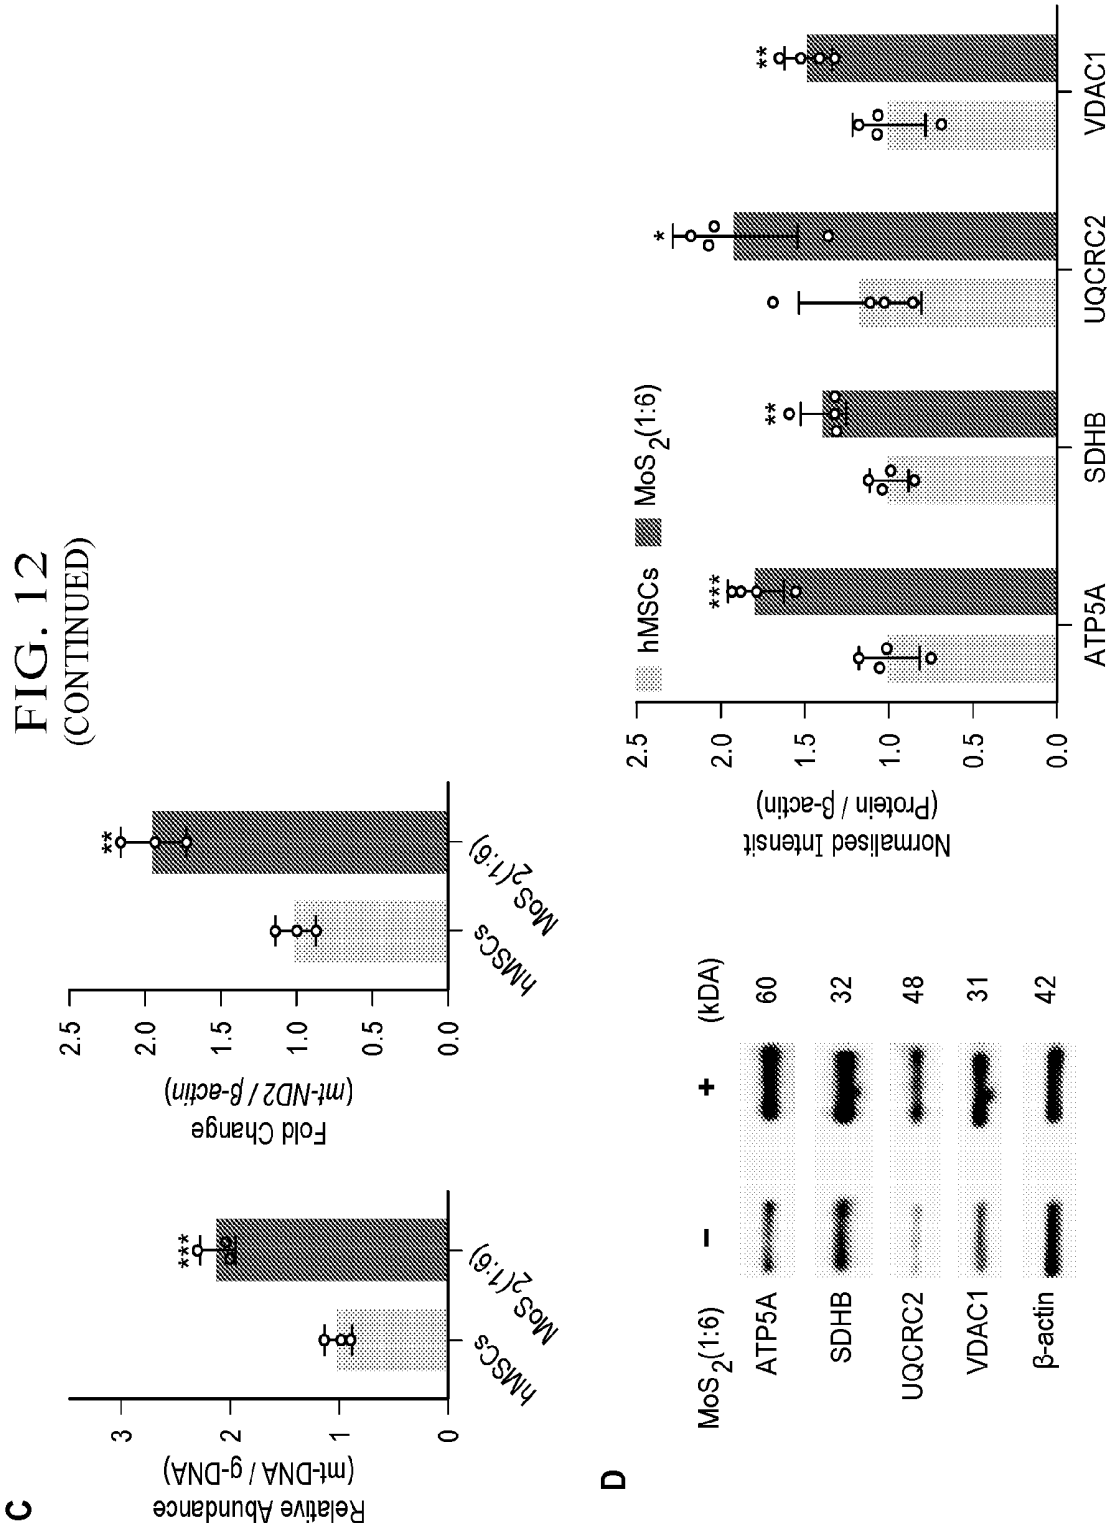 FIG. 12
(CONTINUED)
C
Relative Abundance
(mt-DNA / g-DNA)
3
2
1
0
***
hMSCs
MoS2(1:6)
Fold Change
(mt-ND2 / β-actin)
2.5
2.0
1.5
1.0
0.5
0.0
**
hMSCs
MoS2(1:6)
D
MoS2(1:6) − + (kDA)
ATP5A 60
SDHB 32
UQCRC2 48
VDAC1 31
β-actin 42
Normalised Intensit
(Protein / β-actin)
2.5
2.0
1.5
1.0
0.5
0.0
hMSCs MoS2(1:6)
*** ** * **
ATP5A SDHB UQCRC2 VDAC1